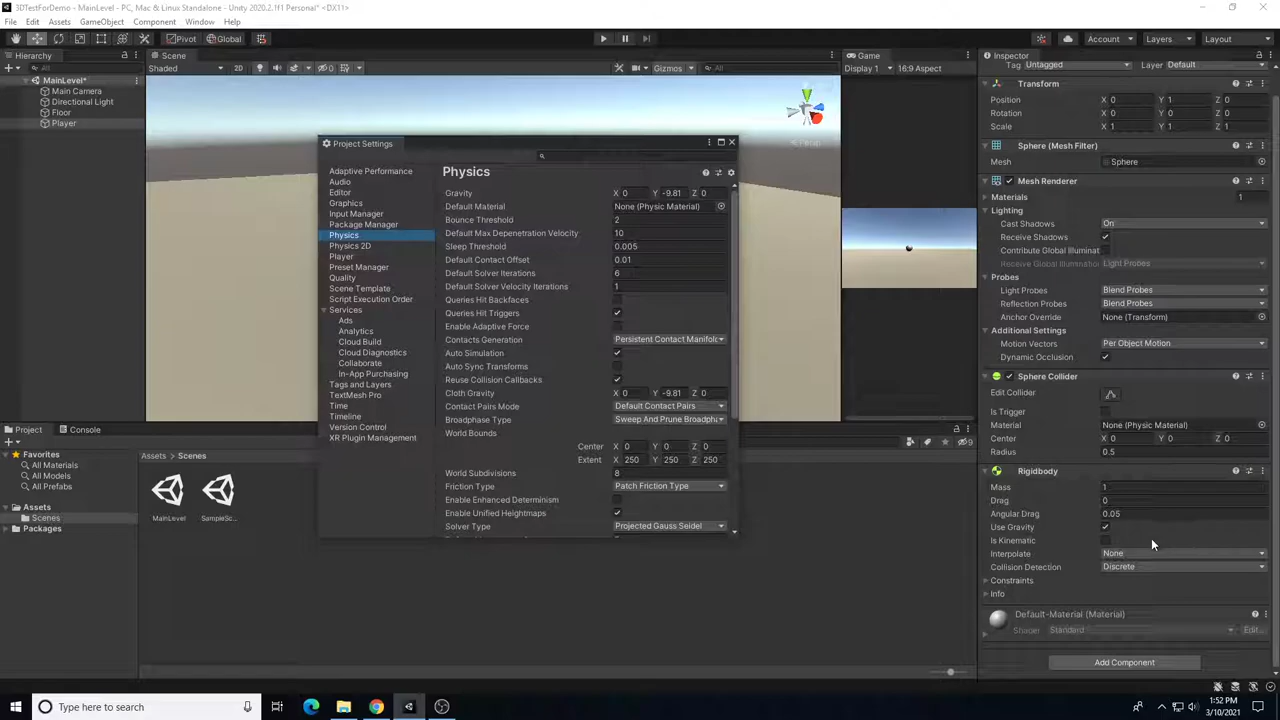 3DTestForDemo - MainLevel - PC, Mac & Linux Standalone - Unity 2020.2.1f1 Personal* <DX11>
File Edit Assets GameObject Component Window Help
Pivot Global Account Layers Layout
Hierarchy
All
MainLevel*
Main Camera
Directional Light
Floor
Player
Scene
Shaded 2D 0 Gizmos All
Persp
Game
Display 1 16:9 Aspect
Project Settings
Adaptive Performance
Audio
Editor
Graphics
Input Manager
Package Manager
Physics
Physics 2D
Player
Preset Manager
Quality
Scene Template
Script Execution Order
Services
Ads
Analytics
Cloud Build
Cloud Diagnostics
Collaborate
In-App Purchasing
Tags and Layers
TextMesh Pro
Time
Timeline
Version Control
XR Plugin Management
Physics
Gravity X 0 Y -9.81 Z 0
Default Material None (Physic Material)
Bounce Threshold 2
Default Max Depenetration Velocity 10
Sleep Threshold 0.005
Default Contact Offset 0.01
Default Solver Iterations 6
Default Solver Velocity Iterations 1
Queries Hit Backfaces
Queries Hit Triggers
Enable Adaptive Force
Contacts Generation Persistent Contact Manifolc
Auto Simulation
Auto Sync Transforms
Reuse Collision Callbacks
Cloth Gravity X 0 Y -9.81 Z 0
Contact Pairs Mode Default Contact Pairs
Broadphase Type Sweep And Prune Broadpha
World Bounds
Center X 0 Y 0 Z 0
Extent X 250 Y 250 Z 250
World Subdivisions 8
Friction Type Patch Friction Type
Enable Enhanced Determinism
Enable Unified Heightmaps
Solver Type Projected Gauss Seidel
Inspector
Tag Untagged Layer Default
Transform
Position X 0 Y 1 Z 0
Rotation X 0 Y 0 Z 0
Scale X 1 Y 1 Z 1
Sphere (Mesh Filter)
Mesh Sphere
Mesh Renderer
Materials 1
Lighting
Cast Shadows On
Receive Shadows
Contribute Global Illuminat
Receive Global Illumination Light Probes
Probes
Light Probes Blend Probes
Reflection Probes Blend Probes
Anchor Override None (Transform)
Additional Settings
Motion Vectors Per Object Motion
Dynamic Occlusion
Sphere Collider
Edit Collider
Is Trigger
Material None (Physic Material)
Center X 0 Y 0 Z 0
Radius 0.5
Rigidbody
Mass 1
Drag 0
Angular Drag 0.05
Use Gravity
Is Kinematic
Interpolate None
Collision Detection Discrete
Constraints
Info
Default-Material (Material)
Shader Standard Edit...
Add Component
Project Console
9
Favorites
All Materials
All Models
All Prefabs
Assets
Scenes
Packages
Assets > Scenes
MainLevel SampleSc...
Type here to search
1:52 PM
3/10/2021